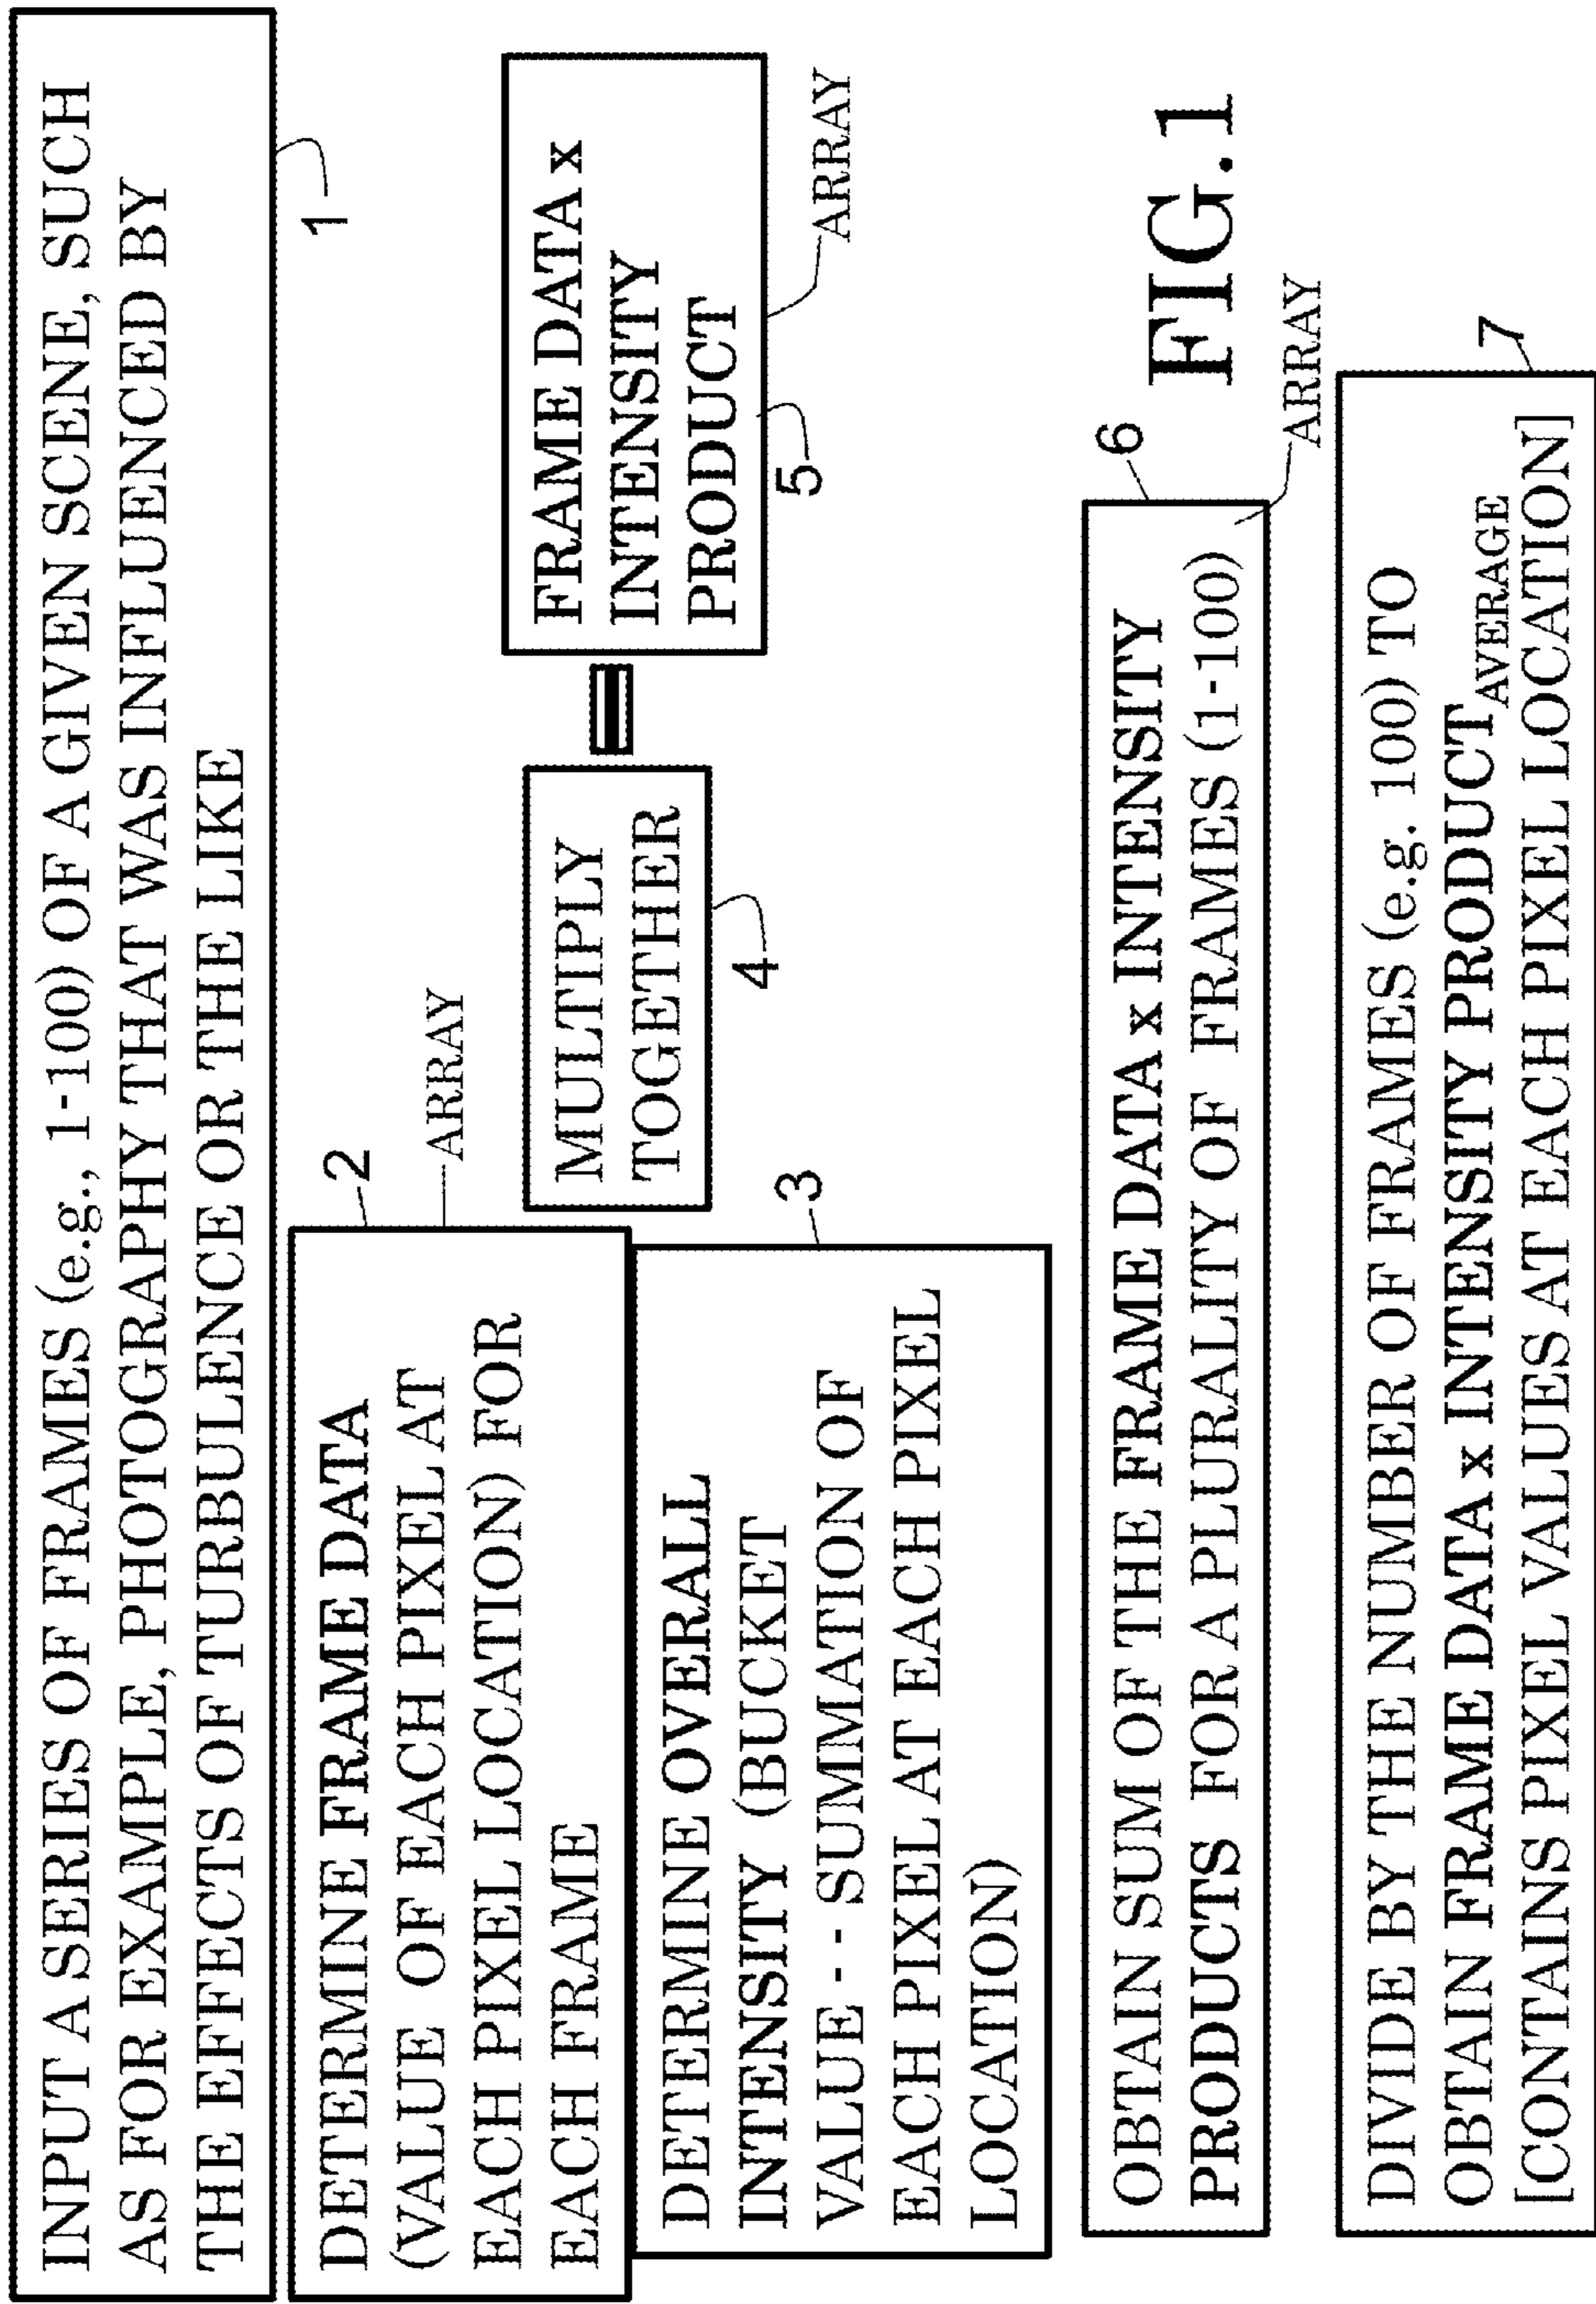 INPUT A SERIES OF FRAMES (e.g., 1-100) OF A GIVEN SCENE, SUCH
AS FOR EXAMPLE, PHOTOGRAPHY THAT WAS INFLUENCED BY
THE EFFECTS OF TURBULENCE OR THE LIKE
1
DETERMINE FRAME DATA
(VALUE OF EACH PIXEL AT
EACH PIXEL LOCATION) FOR
EACH FRAME
2
ARRAY
DETERMINE OVERALL
INTENSITY (BUCKET
VALUE - - SUMMATION OF
EACH PIXEL AT EACH PIXEL
LOCATION)
3
MULTIPLY
TOGETHER
4
=
FRAME DATA x
INTENSITY
PRODUCT
5
ARRAY
OBTAIN SUM OF THE FRAME DATA x INTENSITY
PRODUCTS FOR A PLURALITY OF FRAMES (1-100)
6
ARRAY
FIG.1
DIVIDE BY THE NUMBER OF FRAMES (e.g. 100) TO
OBTAIN FRAME DATA x INTENSITY PRODUCT AVERAGE
[CONTAINS PIXEL VALUES AT EACH PIXEL LOCATION]
7